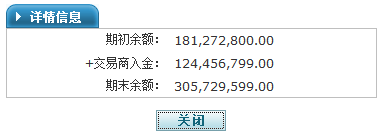 详情信息
期初余额： 181,272,800.00
+交易商入金： 124,456,799.00
期末余额： 305,729,599.00
关闭